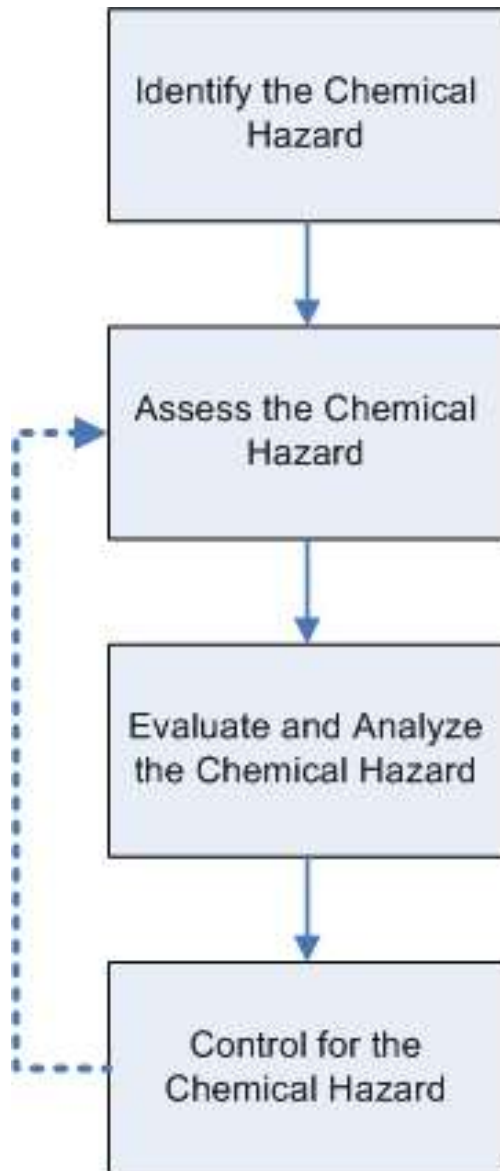 Identify the Chemical
Hazard
Assess the Chemical
Hazard
Evaluate and Analyze
the Chemical Hazard
Control for the
Chemical Hazard